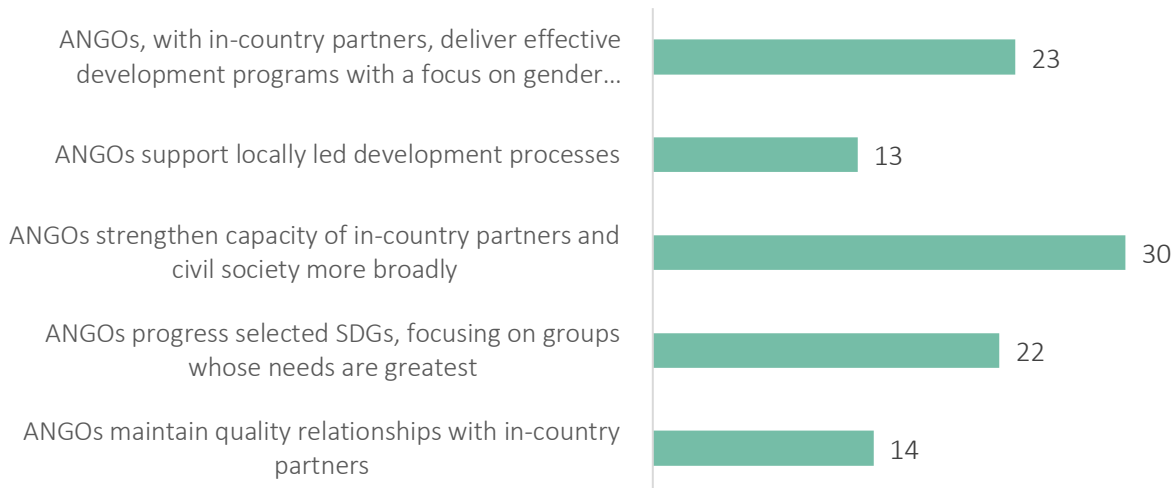 ANGOs, with in-country partners, deliver effective
development programs with a focus on gender...
23
ANGOs support locally led development processes
13
ANGOs strengthen capacity of in-country partners and
civil society more broadly
30
ANGOs progress selected SDGs, focusing on groups
whose needs are greatest
22
ANGOs maintain quality relationships with in-country
partners
14